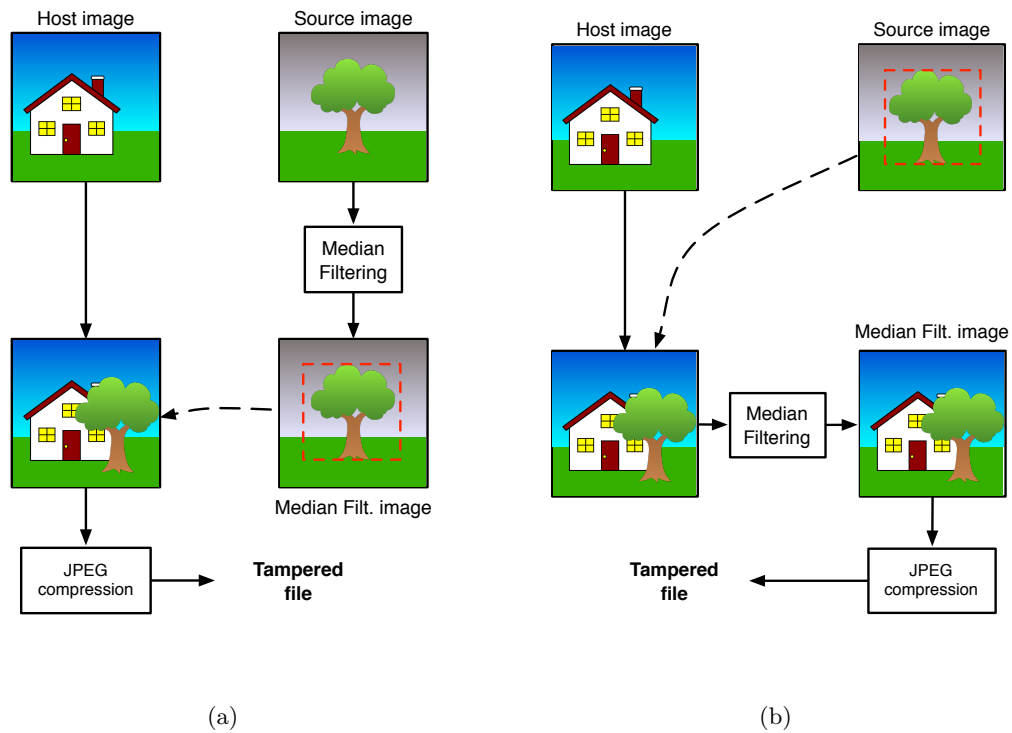 Host image
Source image
Median
Filtering
Median Filt. image
JPEG
compression
Tampered
file
(a)
Host image
Source image
Median Filt. image
Median
Filtering
JPEG
compression
Tampered
file
(b)